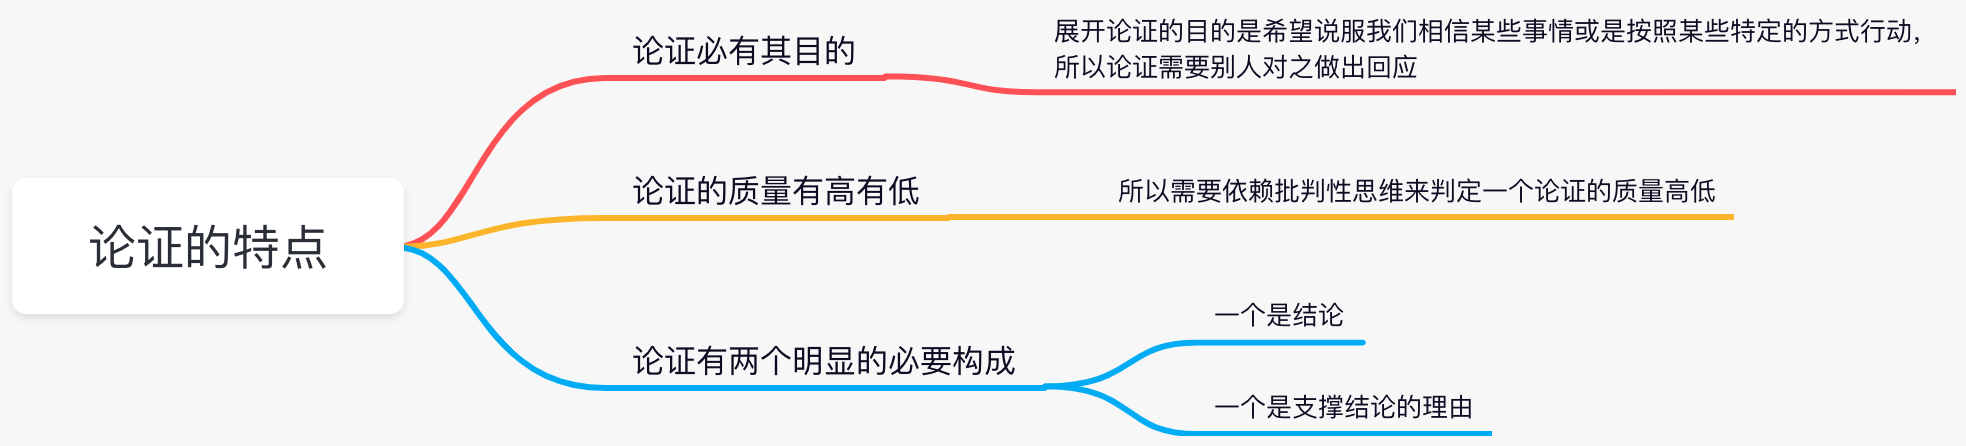 论证的特点
论证必有其目的
展开论证的目的是希望说服我们相信某些事情或是按照某些特定的方式行动，
所以论证需要别人对之做出回应
论证的质量有高有低
所以需要依赖批判性思维来判定一个论证的质量高低
论证有两个明显的必要构成
一个是结论
一个是支撑结论的理由